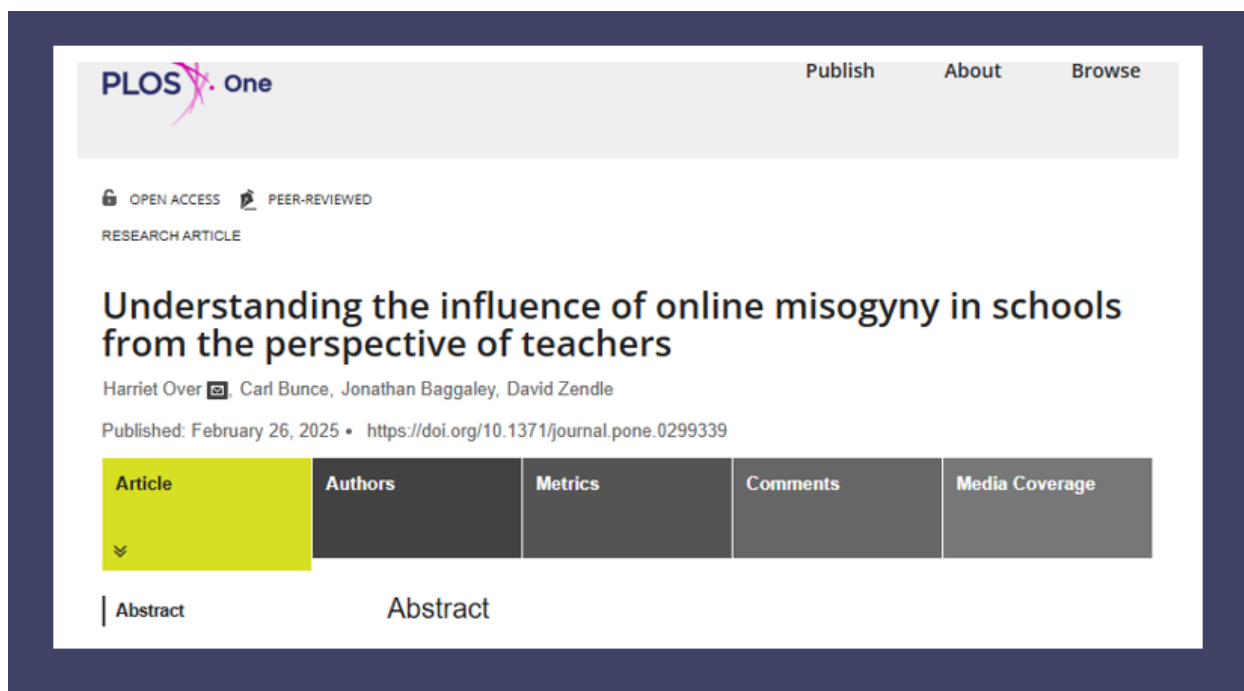 PLOS One
Publish About Browse
OPEN ACCESS PEER-REVIEWED
RESEARCH ARTICLE
Understanding the influence of online misogyny in schools
from the perspective of teachers
Harriet Over , Carl Bunce, Jonathan Baggaley, David Zendle
Published: February 26, 2025 • https://doi.org/10.1371/journal.pone.0299339
Article Authors Metrics Comments Media Coverage
Abstract Abstract